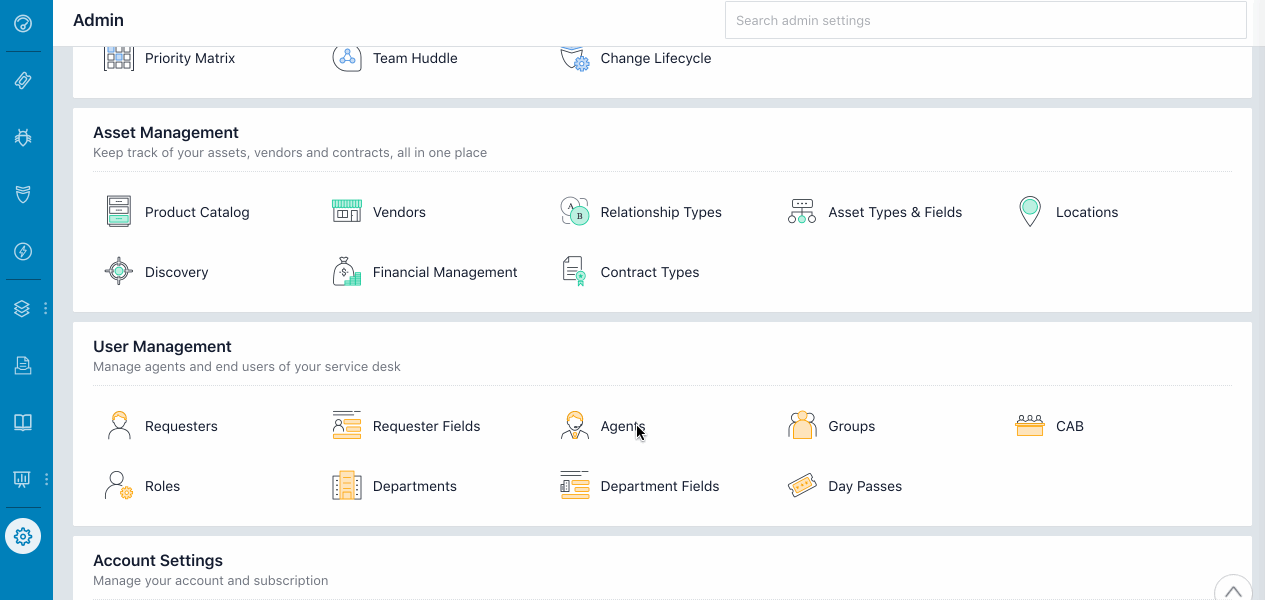 Admin
Search admin settings
Priority Matrix
Team Huddle
Change Lifecycle
Asset Management
Keep track of your assets, vendors and contracts, all in one place
Product Catalog
Vendors
A
B
Relationship Types
Asset Types & Fields
Locations
Discovery
$
Financial Management
Contract Types
User Management
Manage agents and end users of your service desk
Requesters
Requester Fields
Agents
Groups
CAB
Roles
Departments
Department Fields
Day Passes
Account Settings
Manage your account and subscription